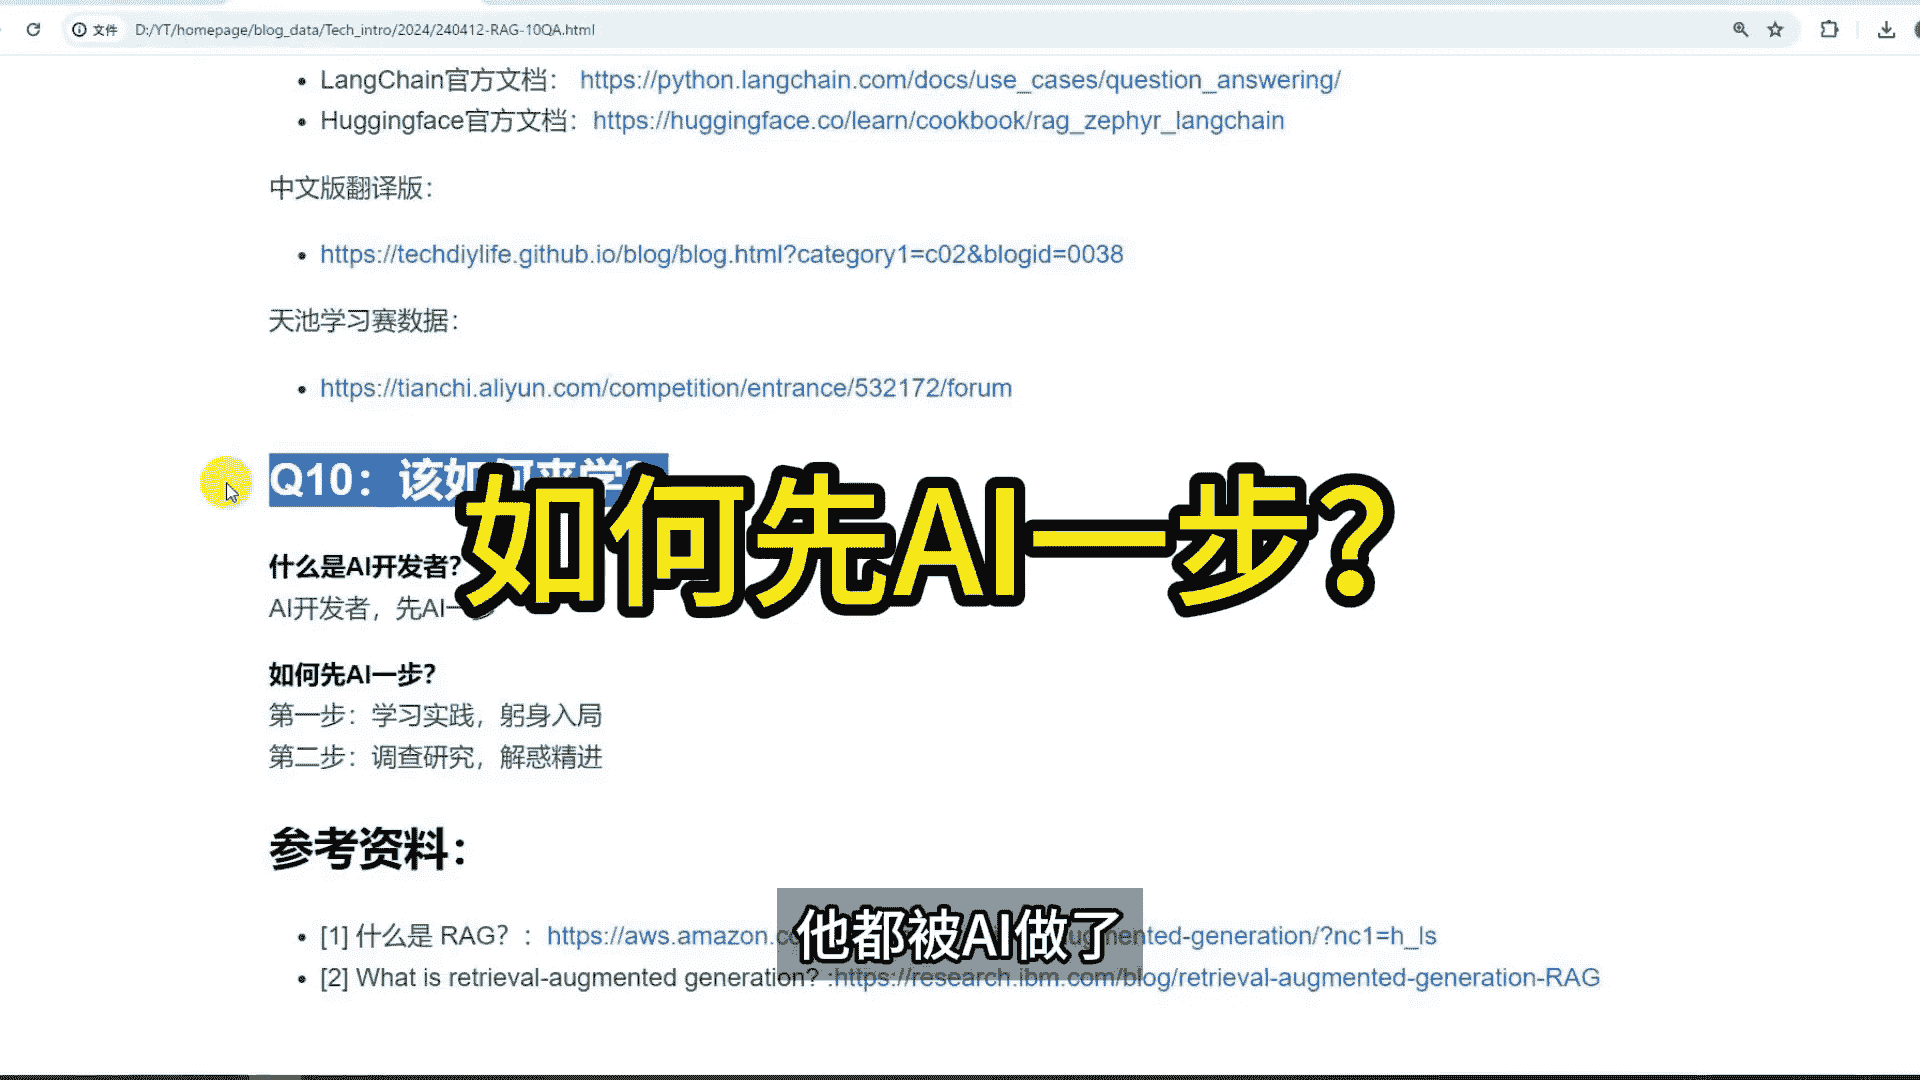 文件 D:/YT/homepage/blog_data/Tech_intro/2024/240412-RAG-10QA.html
LangChain官方文档： https://python.langchain.com/docs/use_cases/question_answering/
Huggingface官方文档：https://huggingface.co/learn/cookbook/rag_zephyr_langchain
中文版翻译版：
https://techdiylife.github.io/blog/blog.html?category1=c02&blogid=0038
天池学习赛数据：
https://tianchi.aliyun.com/competition/entrance/532172/forum
Q10：该如何来学？
如何先AI一步？
什么是AI开发者？
AI开发者，先AI一
如何先AI一步？
第一步：学习实践，躬身入局
第二步：调查研究，解惑精进
参考资料：
[1] 什么是 RAG？： https://aws.amazon.c
他都被AI做了
mented-generation/?nc1=h_ls
[2] What is retrieval-augmented generation? :https://research.ibm.com/blog/retrieval-augmented-generation-RAG